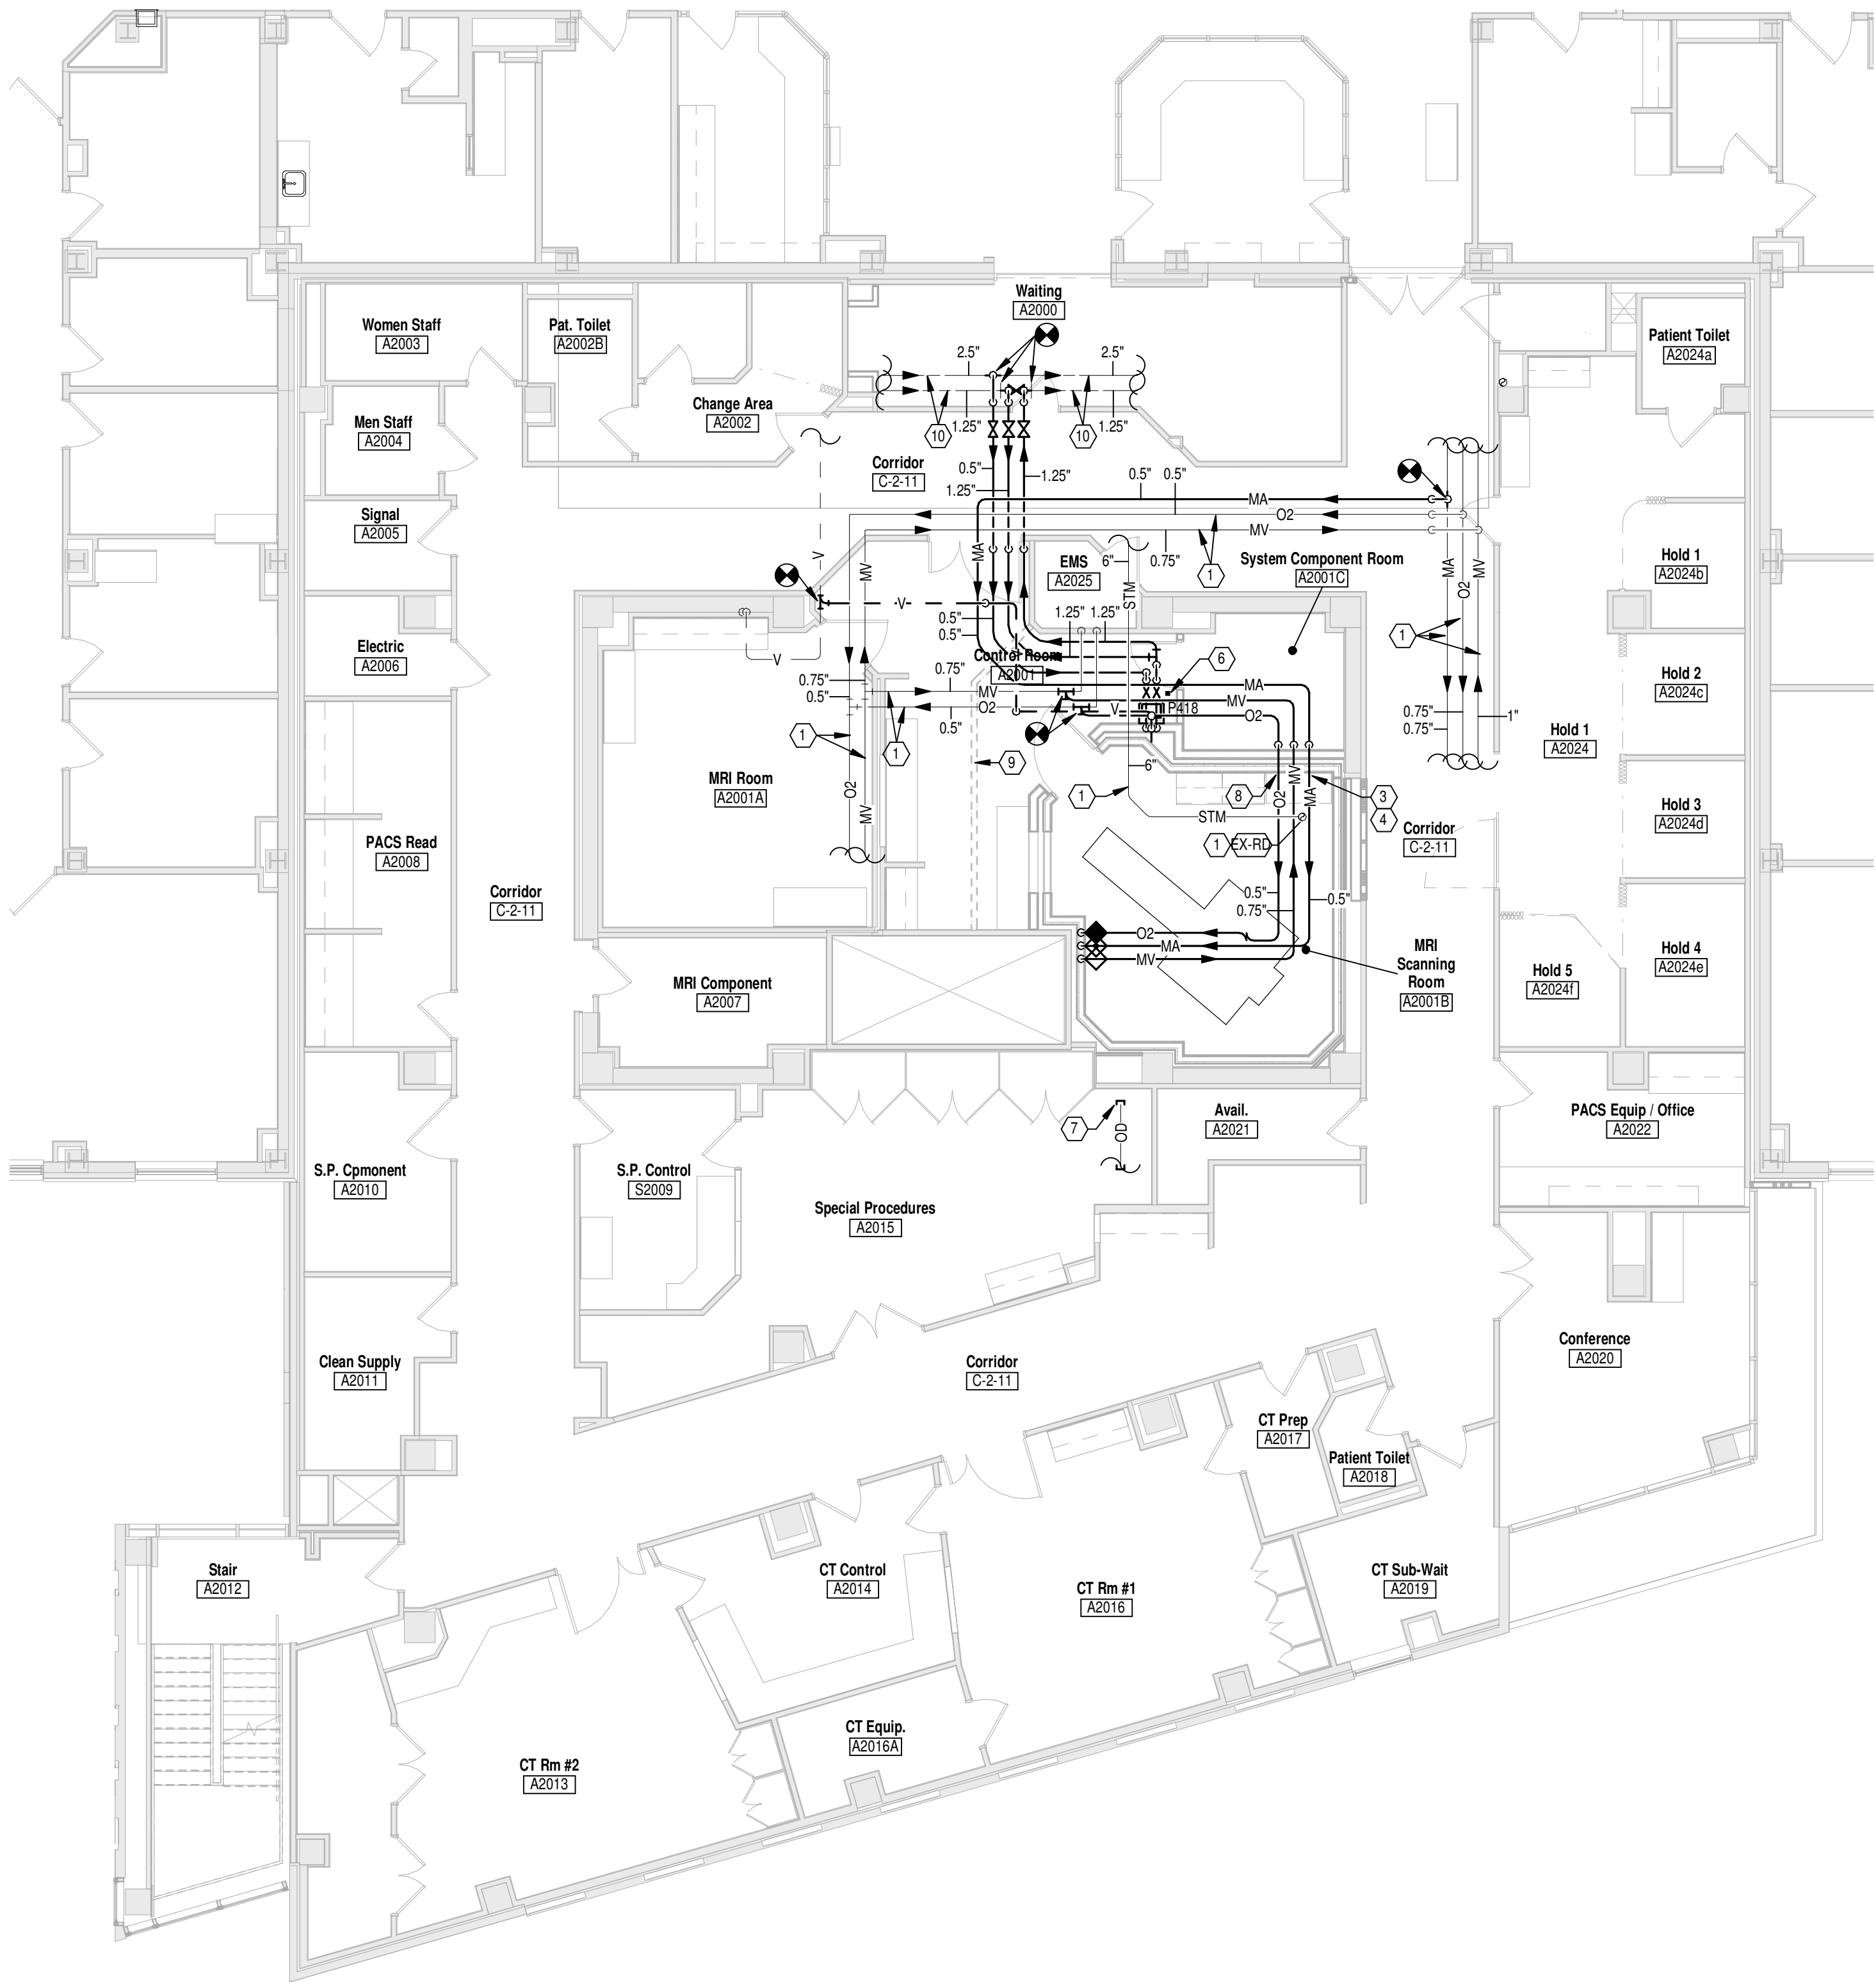 Waiting
A2000
Women Staff
A2003
Pat. Toilet
A2002B
Patient Toilet
A2024a
2.5"
2.5"
Change Area
A2002
Men Staff
A2004
1.25"
1.25"
10
10
Corridor
C-2-11
0.5"
1.25"
1.25"
0.5"
0.5"
MA
Signal
A2005
O2
MV
V
MV
MA
EMS
A2025
6"
STM
0.75"
1
System Component Room
A2001C
MA
O2
MV
Hold 1
A2024b
V
0.5"
0.5"
1.25"
1.25"
1
Electric
A2006
V
Control Room
A2001
6
0.75"
0.5"
0.75"
MV
O2
0.5"
MA
MV
O2
V
P418
Hold 2
A2024c
0.75"
0.75"
1"
Hold 1
A2024
1
1
9
6"
MRI Room
A2001A
O2
MV
1
8
O2
MV
MA
3
4
STM
1
EX-RD
Corridor
C-2-11
Hold 3
A2024d
PACS Read
A2008
Corridor
C-2-11
0.5"
0.75"
0.5"
O2
MA
MV
MRI
Scanning
Room
A2001B
Hold 4
A2024e
Hold 5
A2024f
MRI Component
A2007
7
OD
Avail.
A2021
PACS Equip / Office
A2022
S.P. Cpmonent
A2010
S.P. Control
S2009
Special Procedures
A2015
Clean Supply
A2011
Corridor
C-2-11
Conference
A2020
CT Prep
A2017
Patient Toilet
A2018
Stair
A2012
CT Control
A2014
CT Rm #1
A2016
CT Sub-Wait
A2019
CT Equip.
A2016A
CT Rm #2
A2013